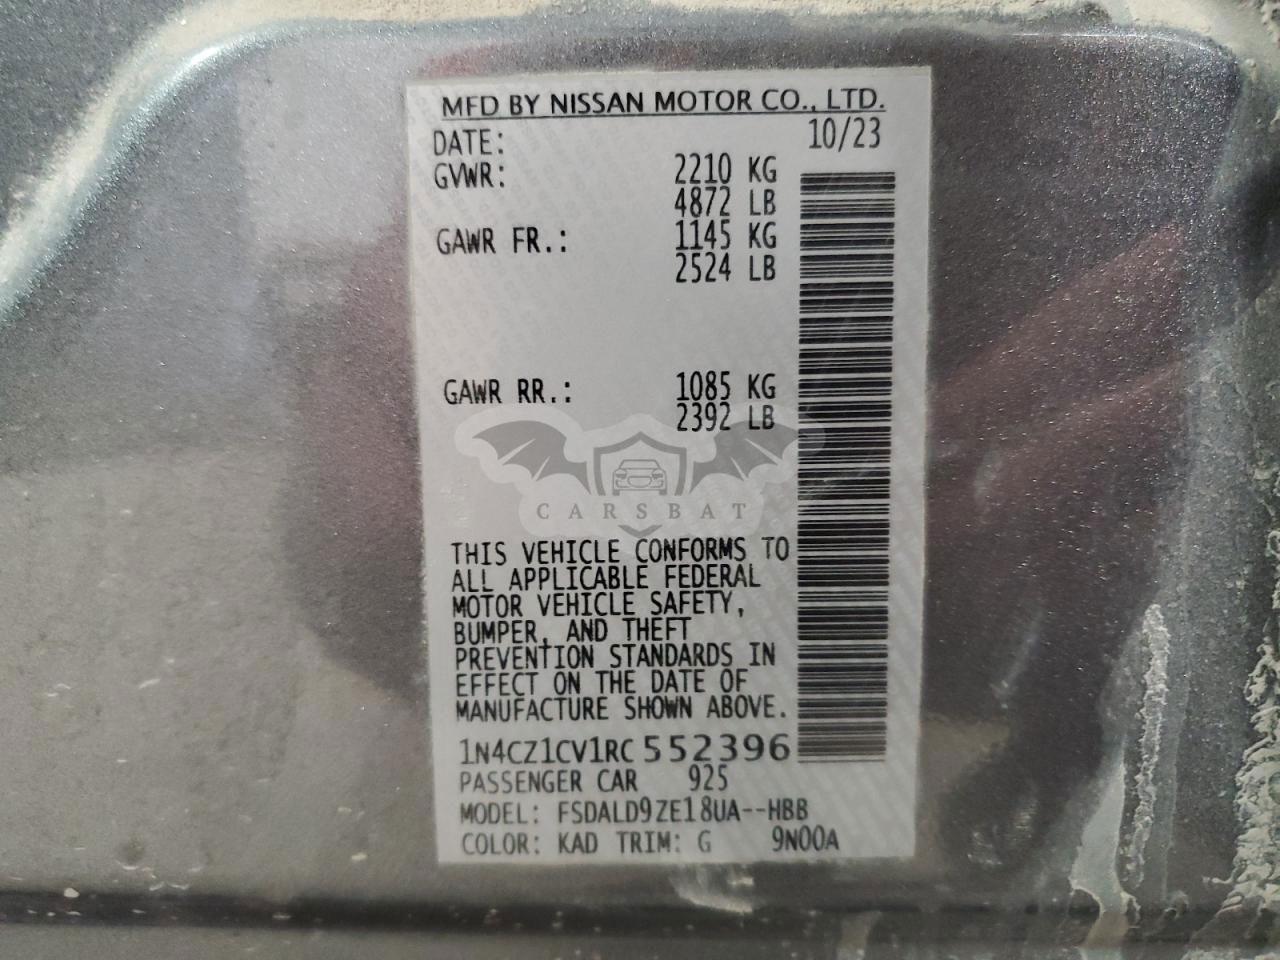 MFD BY NISSAN MOTOR CO., LTD.
DATE: 10/23
GVWR: 2210 KG
4872 LB
GAWR FR.: 1145 KG
2524 LB
GAWR RR.: 1085 KG
2392 LB
CARSBAT
THIS VEHICLE CONFORMS TO
ALL APPLICABLE FEDERAL
MOTOR VEHICLE SAFETY,
BUMPER, AND THEFT
PREVENTION STANDARDS IN
EFFECT ON THE DATE OF
MANUFACTURE SHOWN ABOVE.
1N4CZ1CV1RC552396
PASSENGER CAR 925
MODEL: FSDALD9ZE18UA--HBB
COLOR: KAD TRIM: G 9N00A